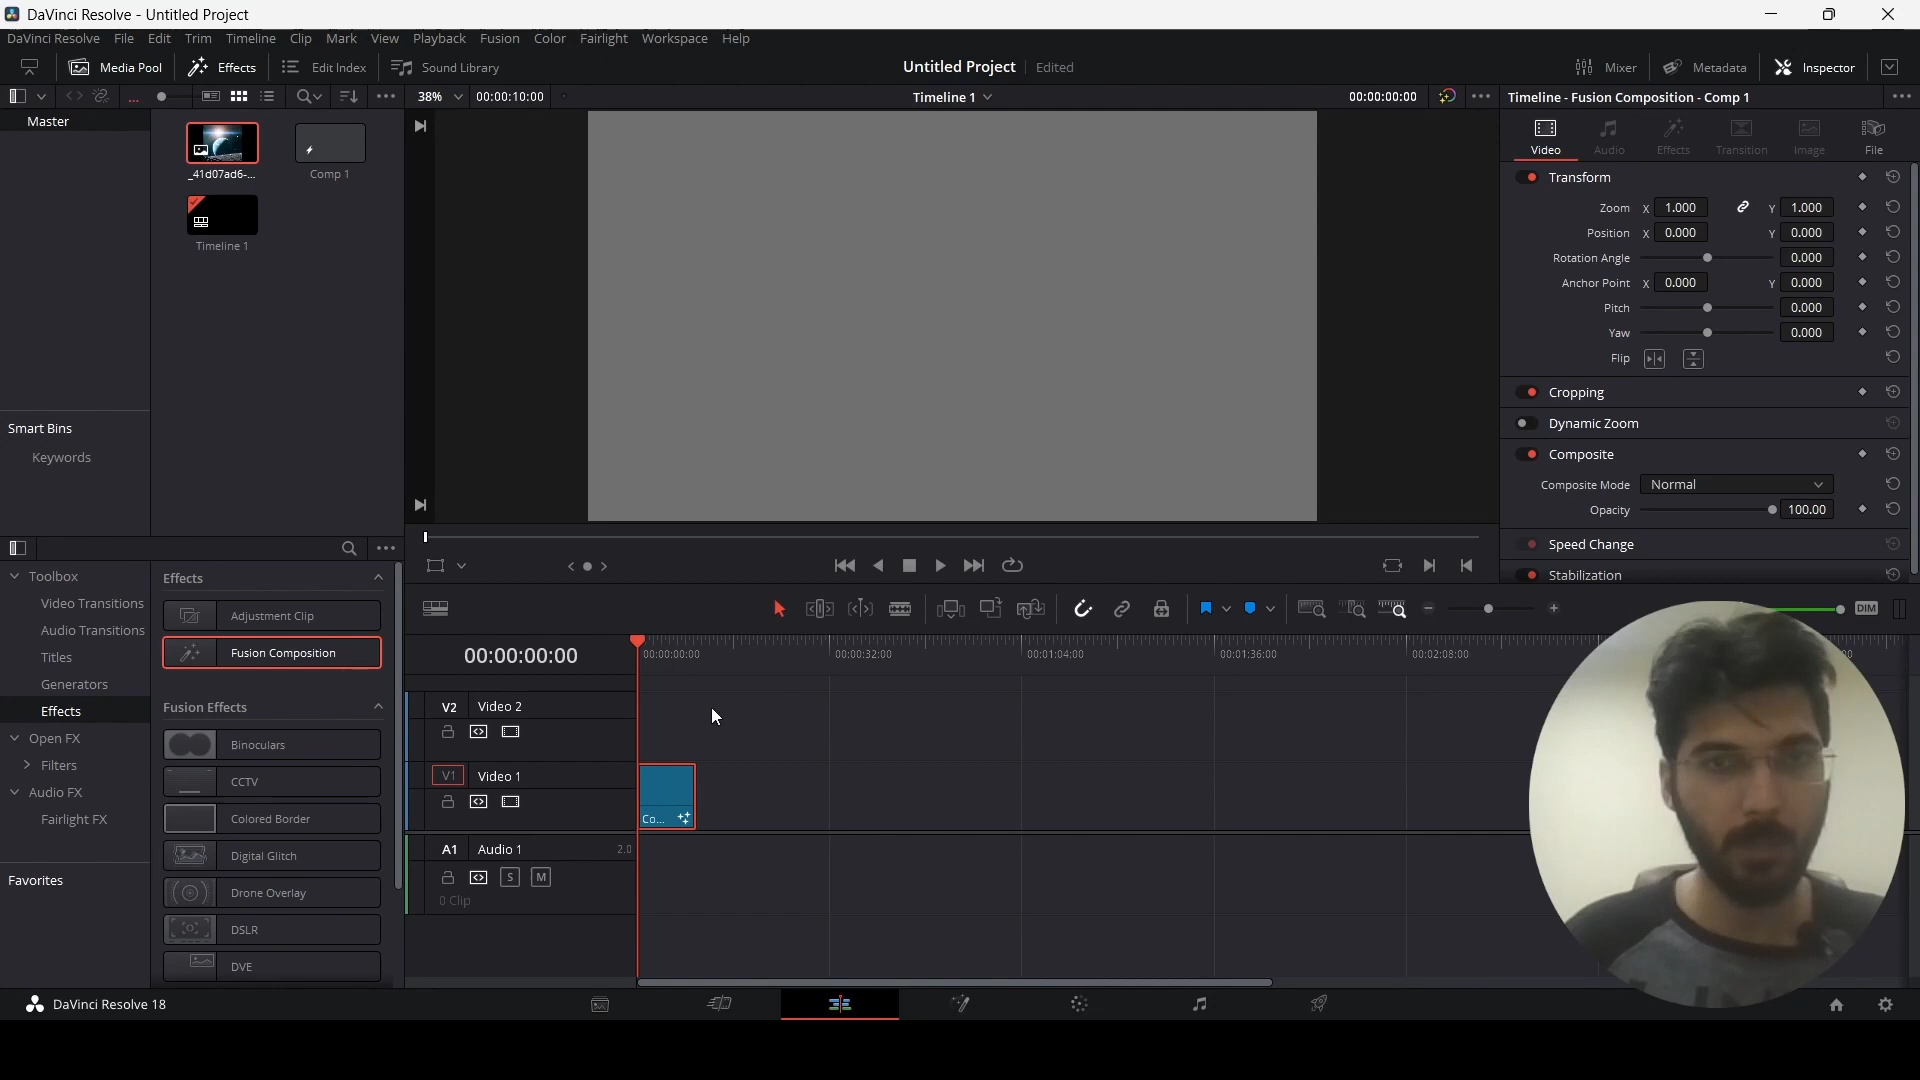 DaVinci Resolve - Untitled Project
DaVinci Resolve File Edit Trim Timeline Clip Mark View Playback Fusion Color Fairlight Workspace Help
Media Pool Effects Edit Index Sound Library Untitled Project Edited Mixer Metadata Inspector
38% 00:00:10:00 Timeline 1 00:00:00:00 Timeline - Fusion Composition - Comp 1
Master
_41d07ad6-... Comp 1
Timeline 1
Smart Bins
Keywords
Video Audio Effects Transition Image File
Transform
Zoom X 1.000 Y 1.000
Position X 0.000 Y 0.000
Rotation Angle 0.000
Anchor Point X 0.000 Y 0.000
Pitch 0.000
Yaw 0.000
Flip
Cropping
Dynamic Zoom
Composite
Composite Mode Normal
Opacity 100.00
Speed Change
Stabilization
DIM
Toolbox
Video Transitions
Audio Transitions
Titles
Generators
Effects
Open FX
Filters
Audio FX
Fairlight FX
Favorites
Effects
Adjustment Clip
Fusion Composition
Fusion Effects
Binoculars
CCTV
Colored Border
Digital Glitch
Drone Overlay
DSLR
DVE
00:00:00:00 00:00:00:00 00:00:32:00 00:01:04:00 00:01:36:00 00:02:08:00
V2 Video 2
V1 Video 1
Co...
A1 Audio 1 2.0
S M
0 Clip
DaVinci Resolve 18